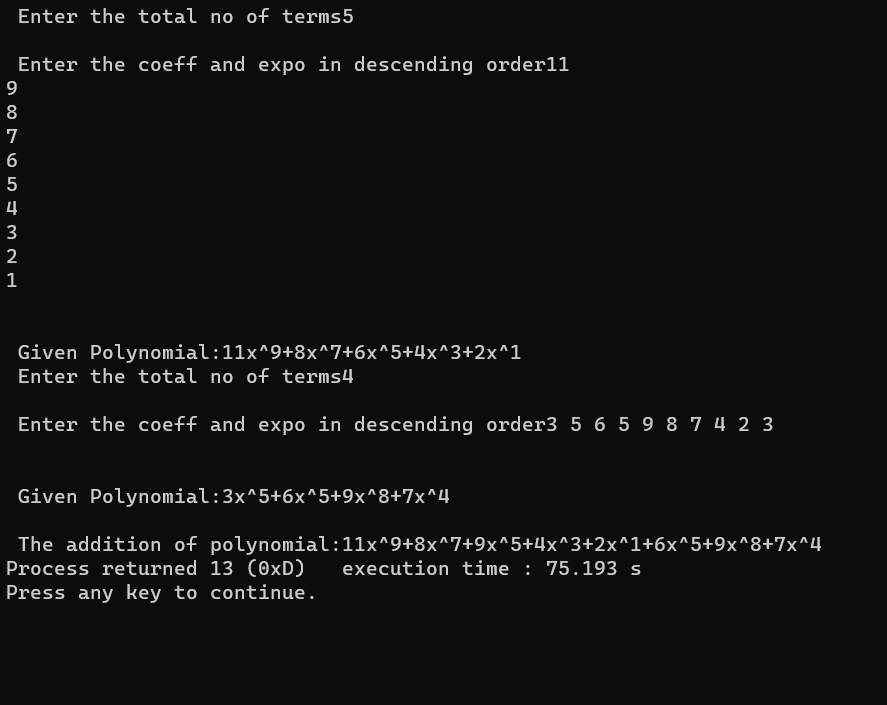 Enter the total no of terms5
Enter the coeff and expo in descending order11
9
8
7
6
5
4
3
2
1
Given Polynomial:11x^9+8x^7+6x^5+4x^3+2x^1
Enter the total no of terms4
Enter the coeff and expo in descending order3 5 6 5 9 8 7 4 2 3
Given Polynomial:3x^5+6x^5+9x^8+7x^4
The addition of polynomial:11x^9+8x^7+9x^5+4x^3+2x^1+6x^5+9x^8+7x^4
Process returned 13 (0xD)   execution time : 75.193 s
Press any key to continue.